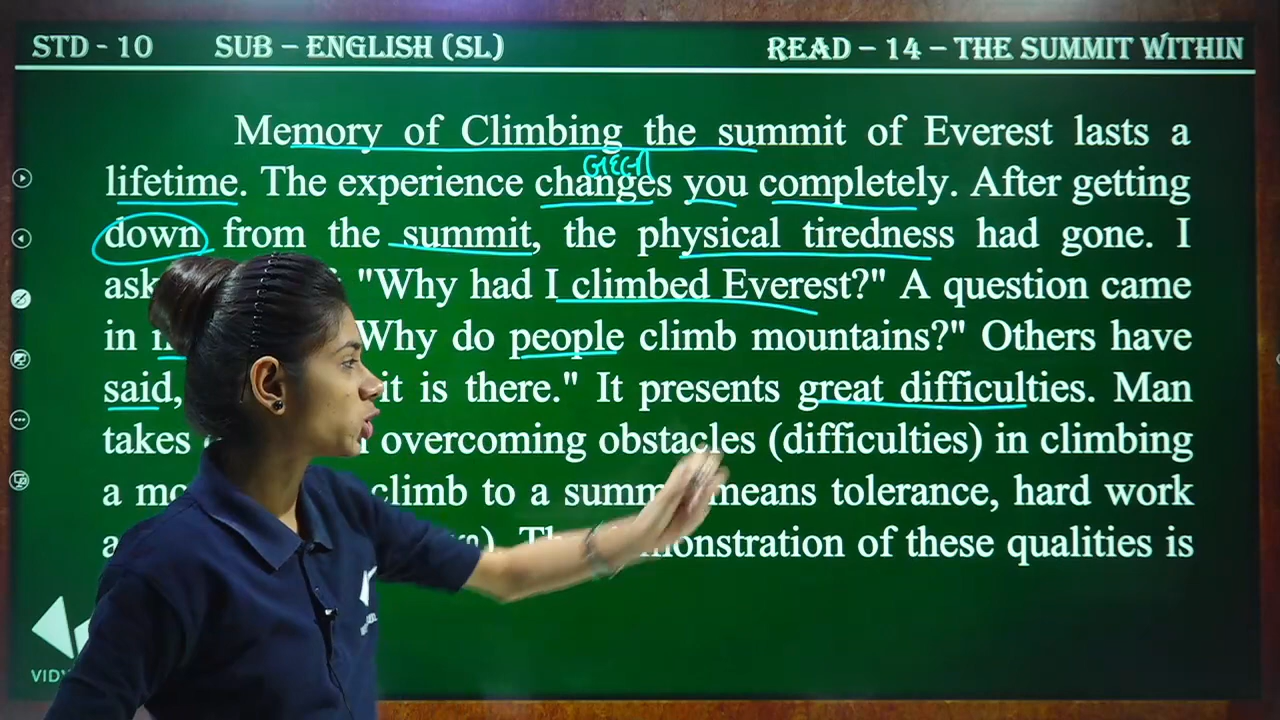 STD - 10 SUB – ENGLISH (SL) READ – 14 – THE SUMMIT WITHIN
Memory of Climbing the summit of Everest lasts a
બદલી
lifetime. The experience changes you completely. After getting
down from the summit, the physical tiredness had gone. I
"Why had I climbed Everest?" A question came
in Why do people climb mountains?" Others have
said, it is there." It presents great difficulties. Man
takes overcoming obstacles (difficulties) in climbing
a climb to a means tolerance, hard work
of these qualities is